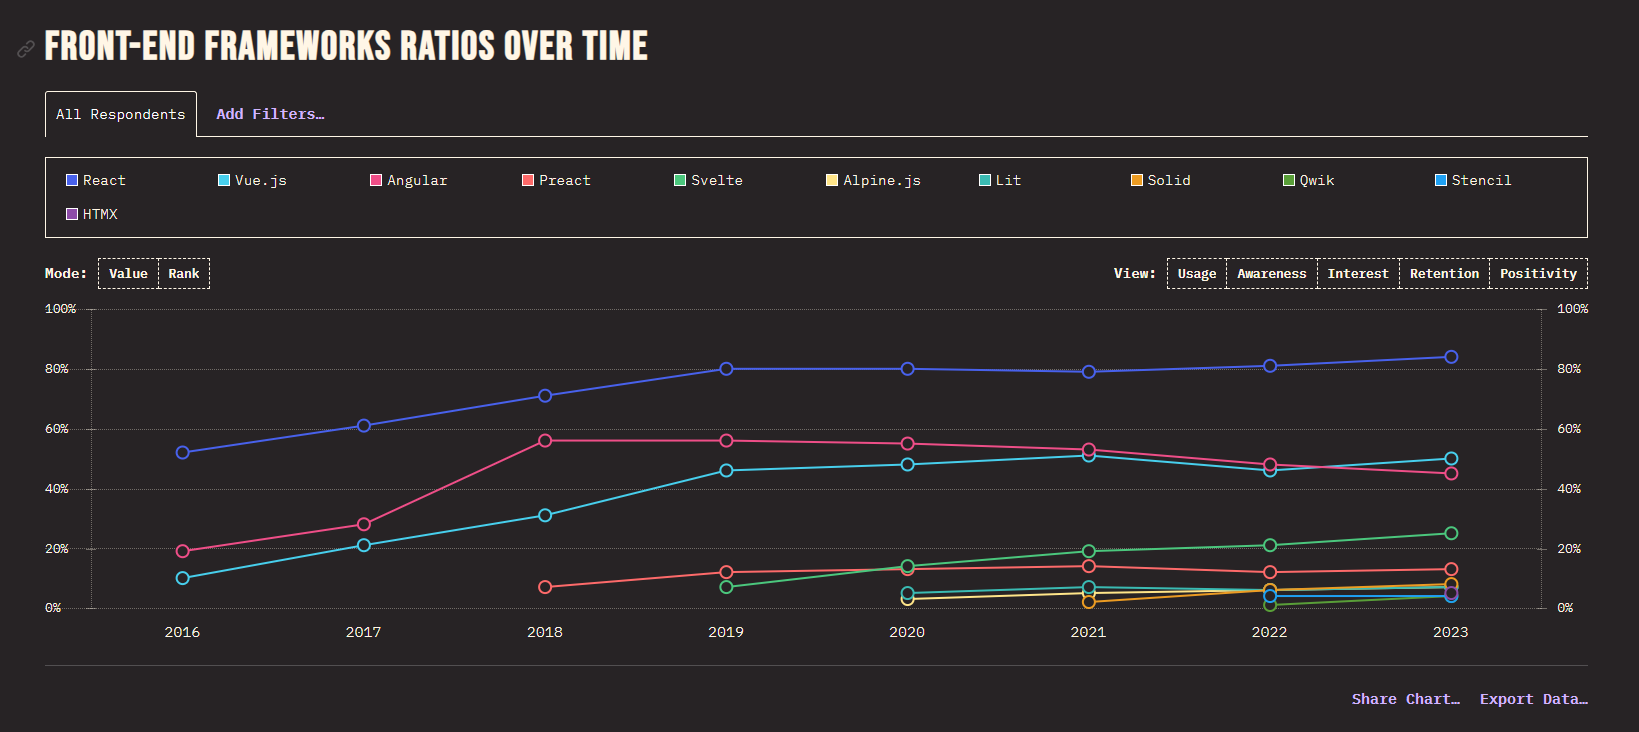 FRONT-END FRAMEWORKS RATIOS OVER TIME
All Respondents Add Filters…
React Vue.js Angular Preact Svelte Alpine.js Lit Solid Qwik Stencil
HTMX
Mode: Value Rank View: Usage Awareness Interest Retention Positivity
100% 100%
80% 80%
60% 60%
40% 40%
20% 20%
0% 0%
2016 2017 2018 2019 2020 2021 2022 2023
Share Chart… Export Data…